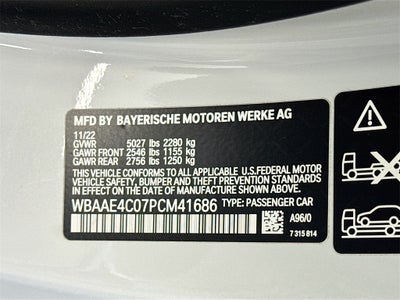 MFD BY BAYERISCHE MOTOREN WERKE AG
11/22
GVWR 5027 lbs 2280 kg
GAWR FRONT 2546 lbs 1155 kg
GAWR REAR 2756 lbs 1250 kg
THIS VEHICLE CONFORMS TO ALL APPLICABLE
U.S. FEDERAL MOTOR VEHICLE SAFETY, BUMPER,
AND THEFT PREVENTION STANDARDS
IN EFFECT ON THE DATE OF MANUFACTURE
SHOWN ABOVE.
WBAAE4C07PCM41686 TYPE: PASSENGER CAR
A96/0
7 315 814